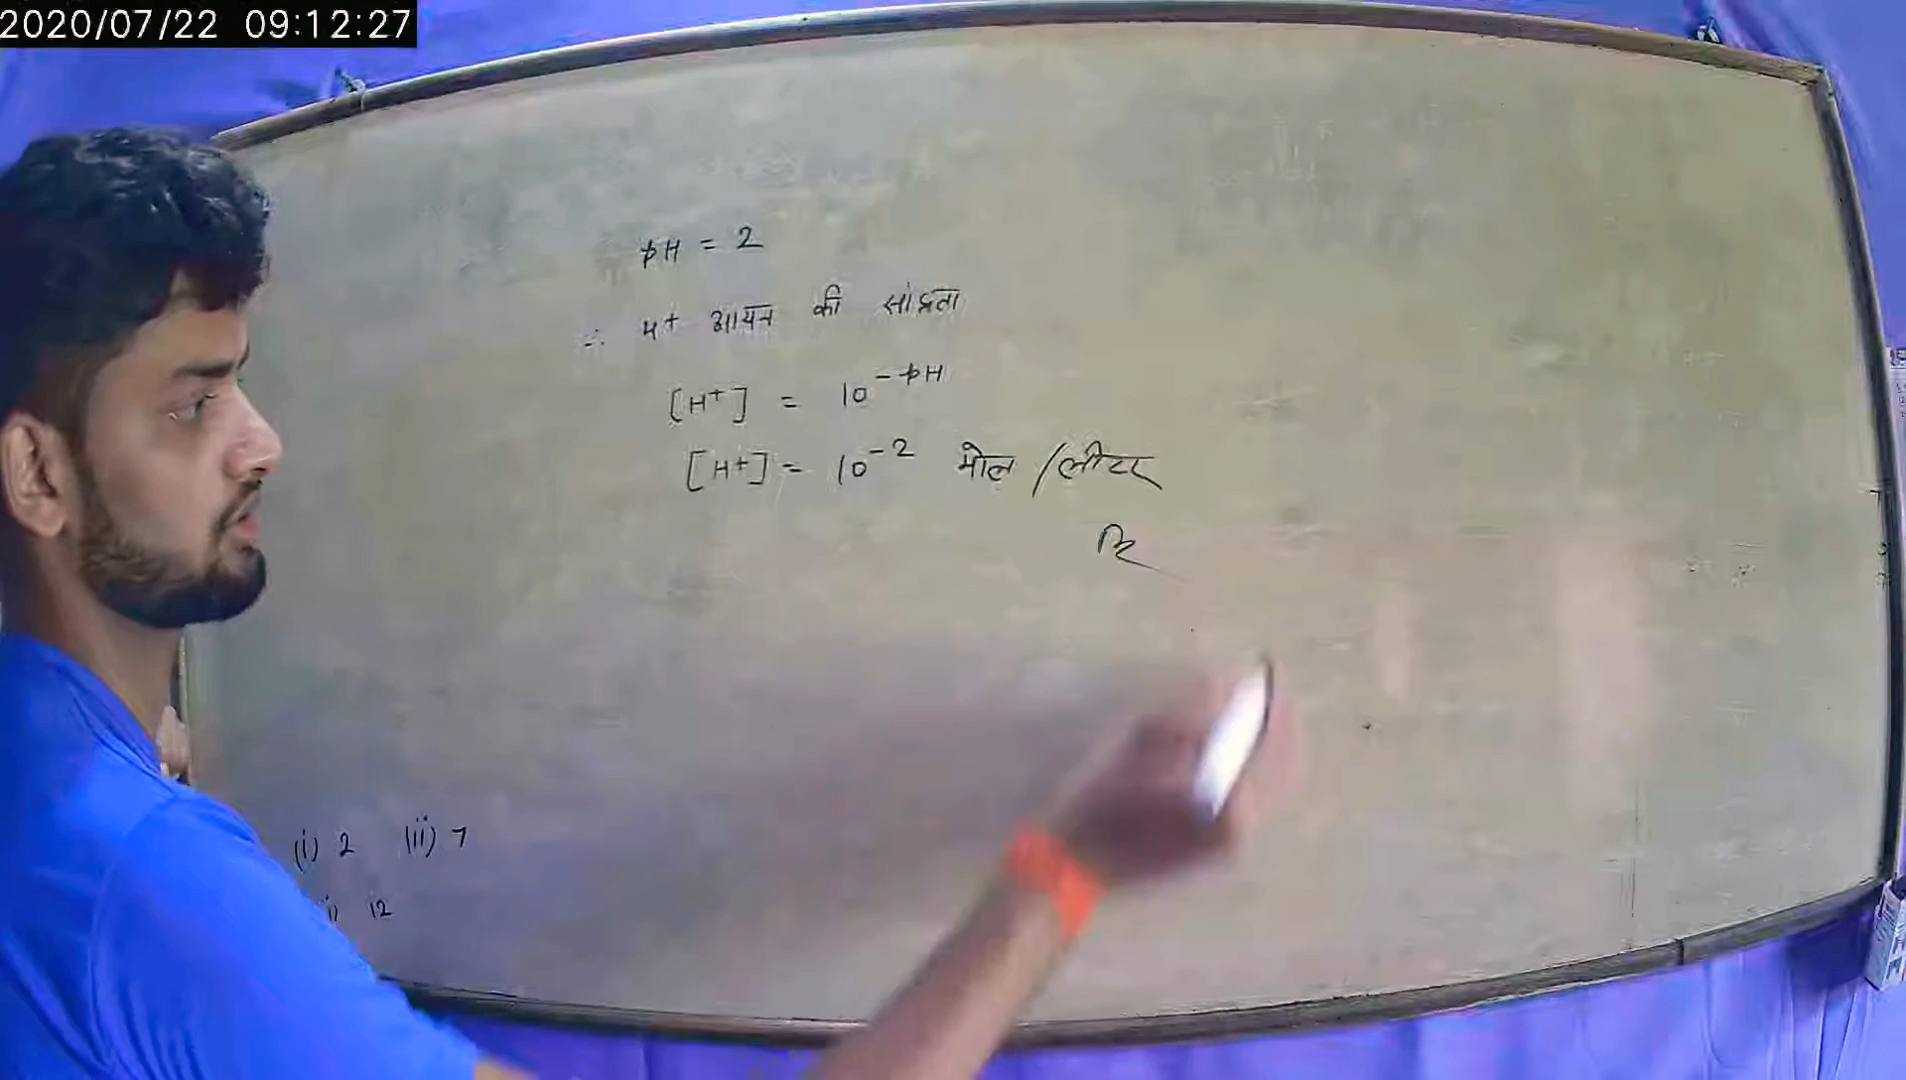 2020/07/22 09:12:27
pH = 2
∴ H+ आयन की सांद्रता
[H+] = 10^-pH
[H+] = 10^-2 मोल /लीटर
(i) 2 (ii) 7
12